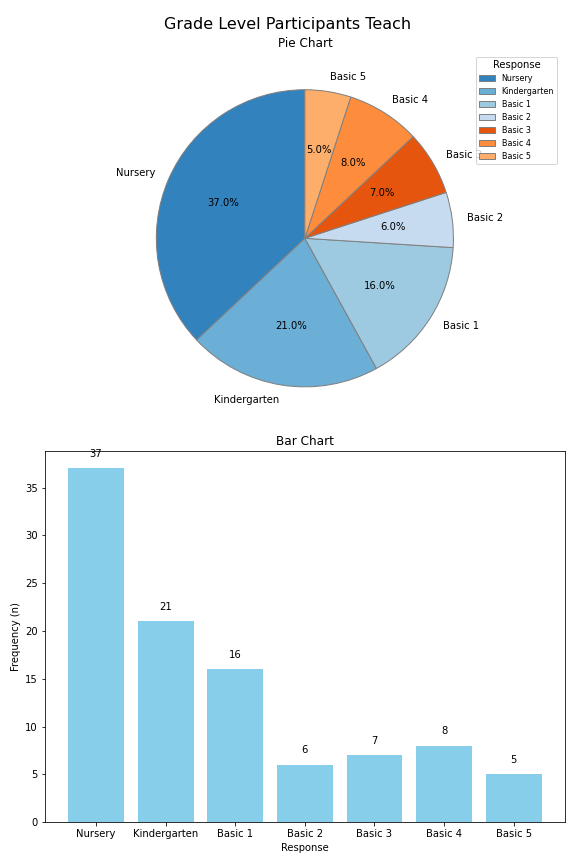 Grade Level Participants Teach
Pie Chart
Response
Nursery
Kindergarten
Basic 1
Basic 2
Basic 3
Basic 4
Basic 5
Basic 5
Basic 4
Basic
Basic 2
Basic 1
Kindergarten
Nursery
5.0%
8.0%
7.0%
6.0%
16.0%
21.0%
37.0%
Bar Chart
37
21
16
6
7
8
5
Frequency (n)
35
30
25
20
15
10
5
0
Nursery Kindergarten Basic 1 Basic 2 Basic 3 Basic 4 Basic 5
Response